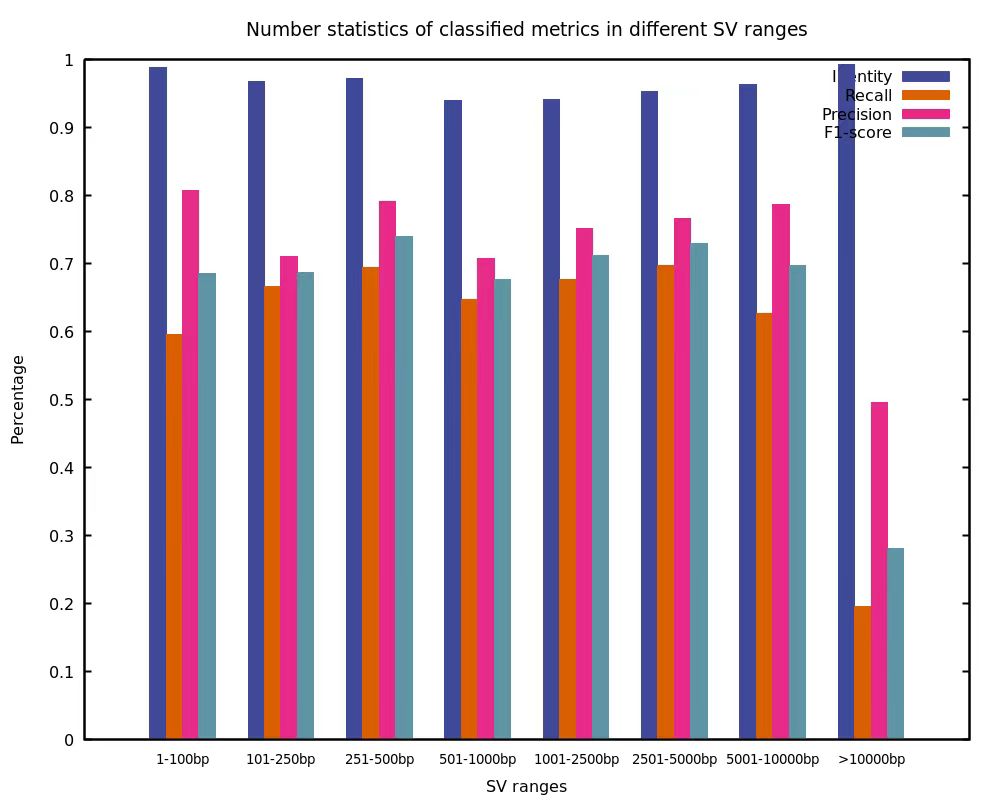 Number statistics of classified metrics in different SV ranges
Identity
Recall
Precision
F1-score
1
0.9
0.8
0.7
0.6
0.5
0.4
0.3
0.2
0.1
0
Percentage
1-100bp 101-250bp 251-500bp 501-1000bp 1001-2500bp 2501-5000bp 5001-10000bp >10000bp
SV ranges